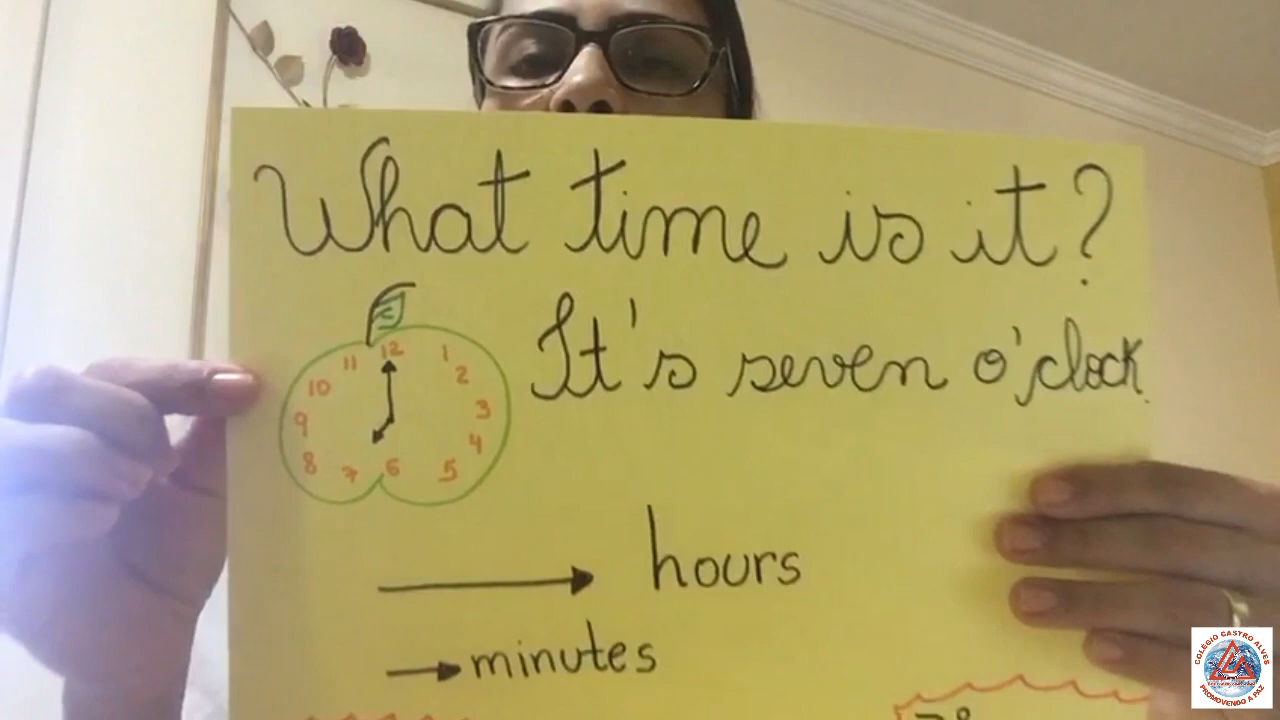 What time is it?
It's seven o'clock
12
11
1
10
2
9
3
8
4
7
6
5
hours
minutes
COLÉGIO CASTRO ALVES
PROMOVENDO A PAZ